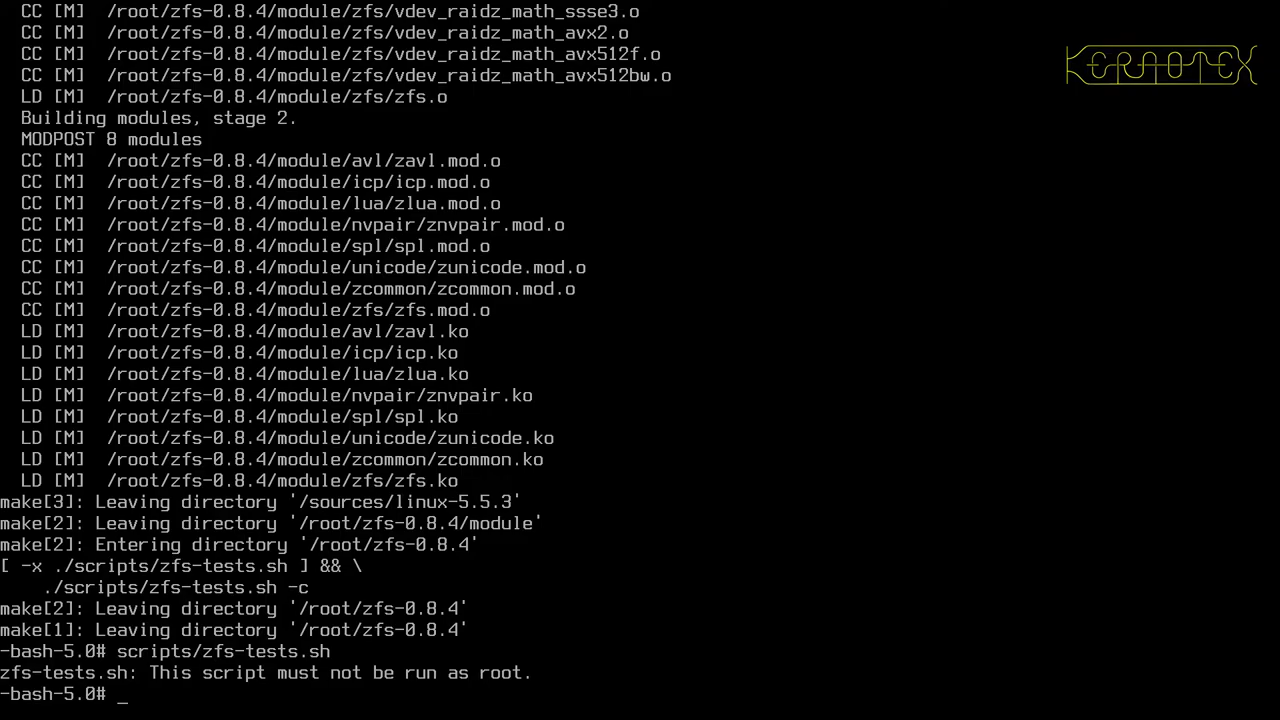 CC [M]  /root/zfs-0.8.4/module/zfs/vdev_raidz_math_ssse3.o
CC [M]  /root/zfs-0.8.4/module/zfs/vdev_raidz_math_avx2.o
CC [M]  /root/zfs-0.8.4/module/zfs/vdev_raidz_math_avx512f.o
CC [M]  /root/zfs-0.8.4/module/zfs/vdev_raidz_math_avx512bw.o
LD [M]  /root/zfs-0.8.4/module/zfs/zfs.o
Building modules, stage 2.
MODPOST 8 modules
CC [M]  /root/zfs-0.8.4/module/avl/zavl.mod.o
CC [M]  /root/zfs-0.8.4/module/icp/icp.mod.o
CC [M]  /root/zfs-0.8.4/module/lua/zlua.mod.o
CC [M]  /root/zfs-0.8.4/module/nvpair/znvpair.mod.o
CC [M]  /root/zfs-0.8.4/module/spl/spl.mod.o
CC [M]  /root/zfs-0.8.4/module/unicode/zunicode.mod.o
CC [M]  /root/zfs-0.8.4/module/zcommon/zcommon.mod.o
CC [M]  /root/zfs-0.8.4/module/zfs/zfs.mod.o
LD [M]  /root/zfs-0.8.4/module/avl/zavl.ko
LD [M]  /root/zfs-0.8.4/module/icp/icp.ko
LD [M]  /root/zfs-0.8.4/module/lua/zlua.ko
LD [M]  /root/zfs-0.8.4/module/nvpair/znvpair.ko
LD [M]  /root/zfs-0.8.4/module/spl/spl.ko
LD [M]  /root/zfs-0.8.4/module/unicode/zunicode.ko
LD [M]  /root/zfs-0.8.4/module/zcommon/zcommon.ko
LD [M]  /root/zfs-0.8.4/module/zfs/zfs.ko
make[3]: Leaving directory '/sources/linux-5.5.3'
make[2]: Leaving directory '/root/zfs-0.8.4/module'
make[2]: Entering directory '/root/zfs-0.8.4'
[ -x ./scripts/zfs-tests.sh ] && \
./scripts/zfs-tests.sh -c
make[2]: Leaving directory '/root/zfs-0.8.4'
make[1]: Leaving directory '/root/zfs-0.8.4'
-bash-5.0# scripts/zfs-tests.sh
zfs-tests.sh: This script must not be run as root.
-bash-5.0# _